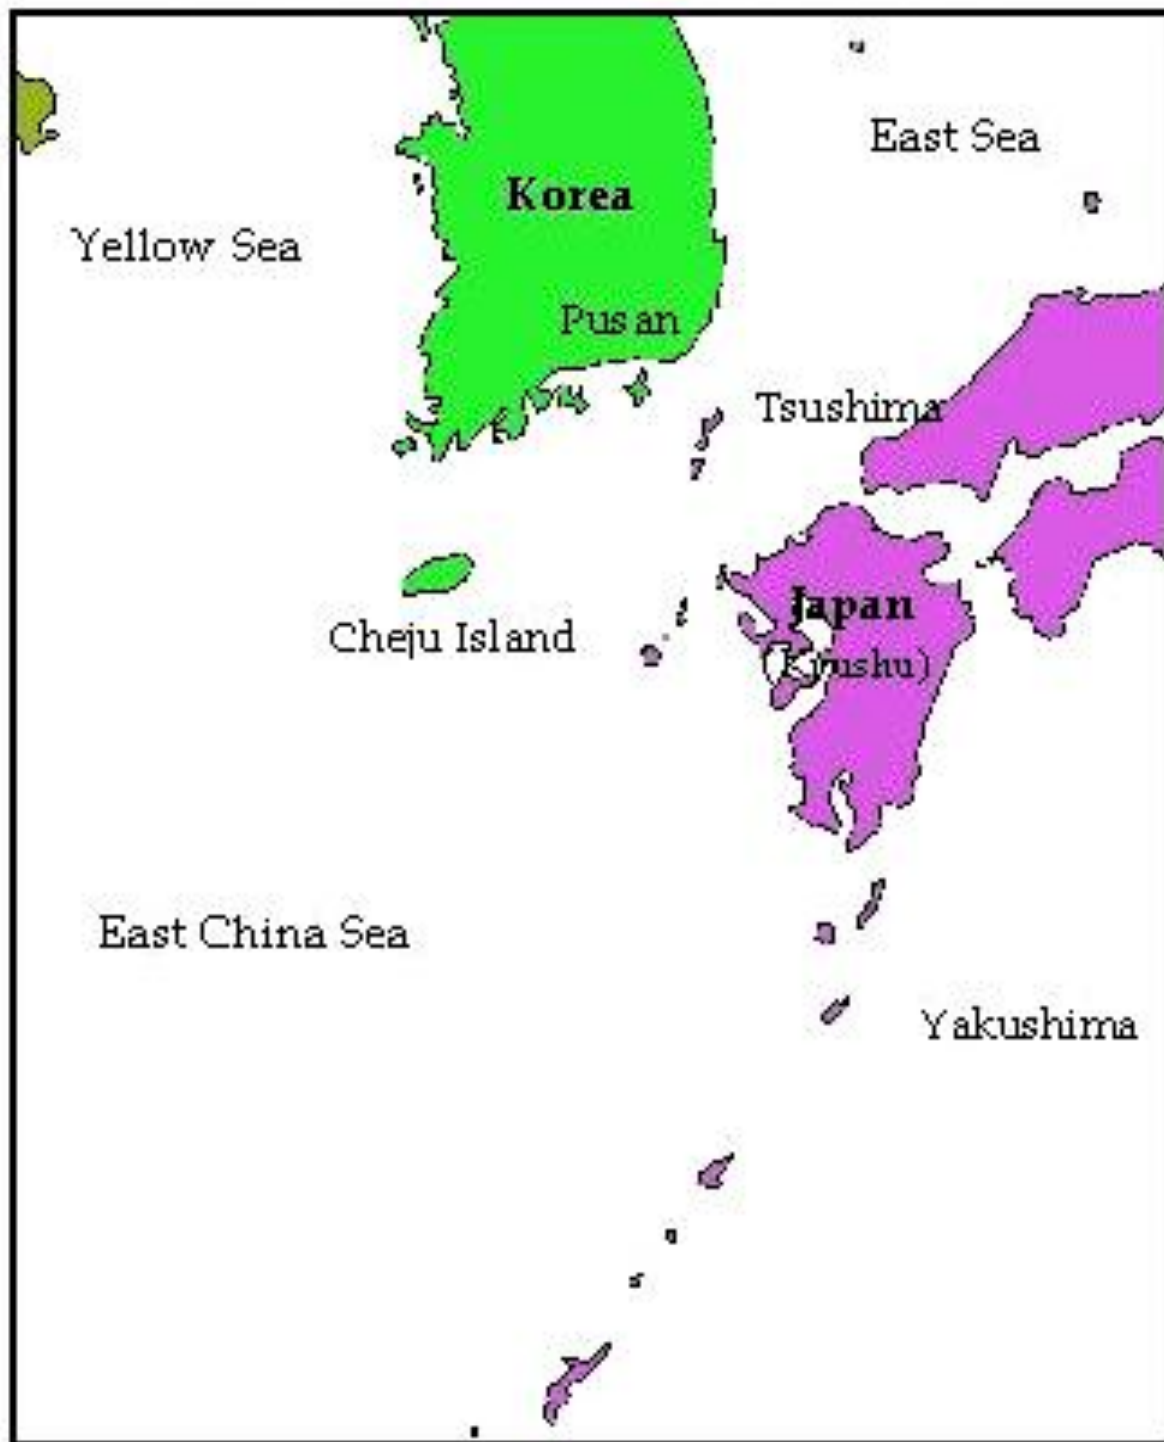 East Sea
Korea
Yellow Sea
Pusan
Tsushima
Japan
(Kyushu)
Cheju Island
East China Sea
Yakushima